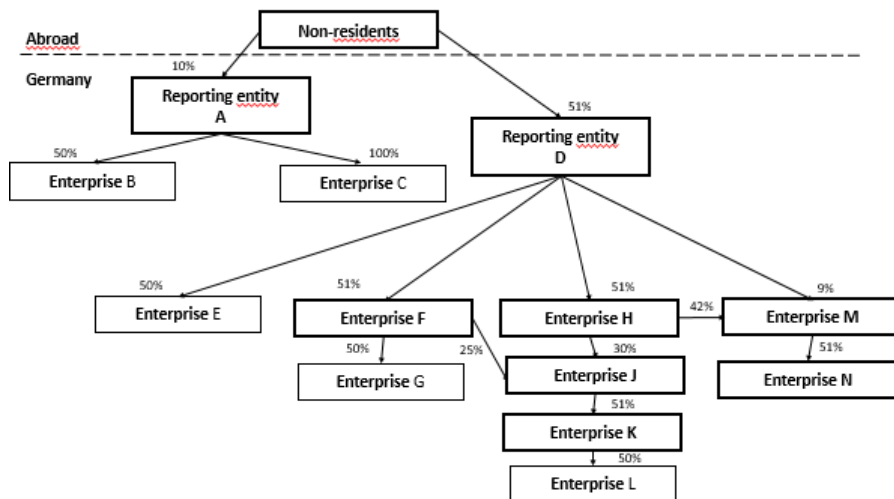 Non-residents
Abroad
Germany
10%
51%
Reporting entity
A
Reporting entity
D
50%
100%
Enterprise B
Enterprise C
50%
51%
51%
9%
Enterprise E
Enterprise F
Enterprise H
42%
Enterprise M
50%
25%
30%
51%
Enterprise G
Enterprise J
Enterprise N
51%
Enterprise K
50%
Enterprise L